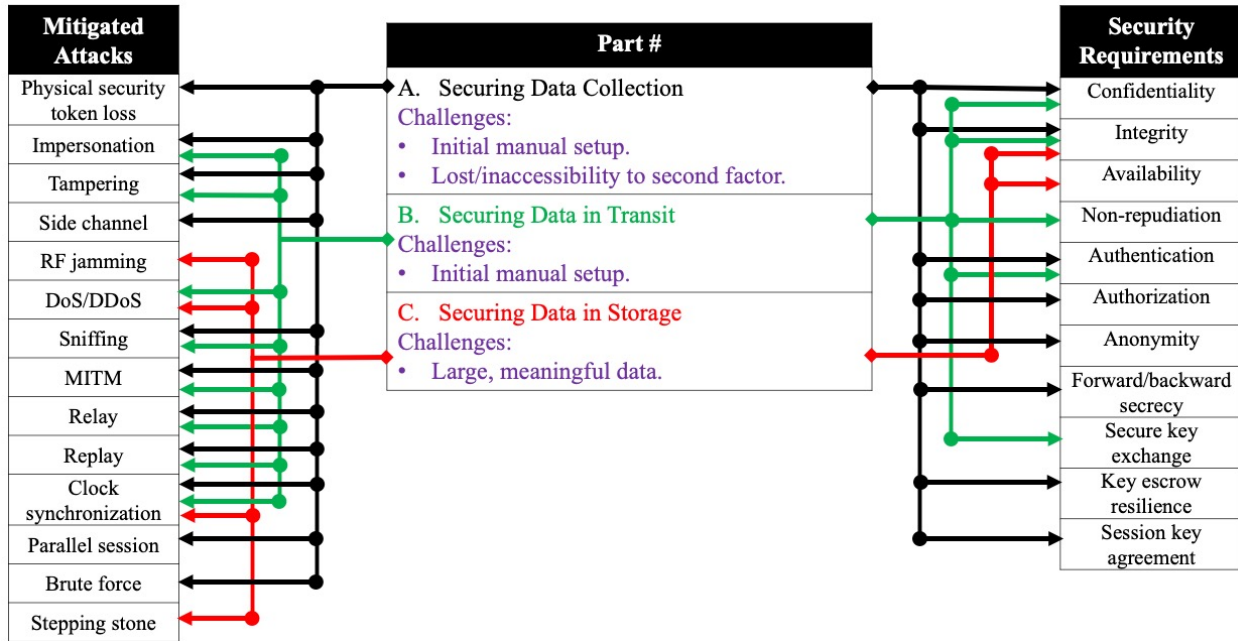 Mitigated
Attacks
Physical security
token loss
Impersonation
Tampering
Side channel
RF jamming
DoS/DDoS
Sniffing
MITM
Relay
Replay
Clock
synchronization
Parallel session
Brute force
Stepping stone
Part #
A. Securing Data Collection
Challenges:
• Initial manual setup.
• Lost/inaccessibility to second factor.
B. Securing Data in Transit
Challenges:
• Initial manual setup.
C. Securing Data in Storage
Challenges:
• Large, meaningful data.
Security
Requirements
Confidentiality
Integrity
Availability
Non-repudiation
Authentication
Authorization
Anonymity
Forward/backward
secrecy
Secure key
exchange
Key escrow
resilience
Session key
agreement